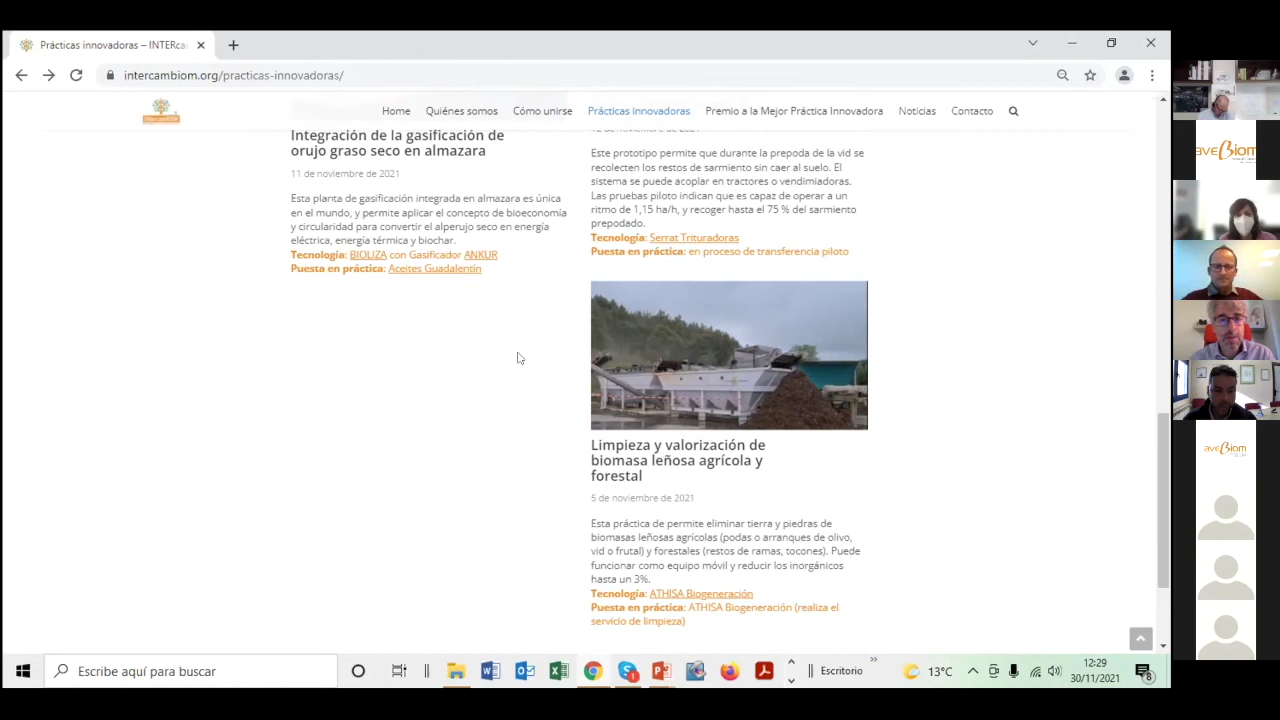 Prácticas innovadoras – INTERca
intercambiom.org/practicas-innovadoras/
Home
Quiénes somos
Cómo unirse
Prácticas innovadoras
Premio a la Mejor Práctica Innovadora
Noticias
Contacto
Integración de la gasificación de
orujo graso seco en almazara
11 de noviembre de 2021
Esta planta de gasificación integrada en almazara es única
en el mundo, y permite aplicar el concepto de bioeconomía
y circularidad para convertir el alperujo seco en energía
eléctrica, energía térmica y biochar.
Tecnología: BIOLIZA con Gasificador ANKUR
Puesta en práctica: Aceites Guadalentín
Este prototipo permite que durante la prepoda de la vid se
recolecten los restos de sarmiento sin caer al suelo. El
sistema se puede acoplar en tractores o vendimiadoras.
Las pruebas piloto indican que es capaz de operar a un
ritmo de 1,15 ha/h, y recoger hasta el 75 % del sarmiento
prepodado.
Tecnología: Serrat Trituradoras
Puesta en práctica: en proceso de transferencia piloto
Limpieza y valorización de
biomasa leñosa agrícola y
forestal
5 de noviembre de 2021
Esta práctica de permite eliminar tierra y piedras de
biomasas leñosas agrícolas (podas o arranques de olivo,
vid o frutal) y forestales (restos de ramas, tocones). Puede
funcionar como equipo móvil y reducir los inorgánicos
hasta un 3%.
Tecnología: ATHISA Biogeneración
Puesta en práctica: ATHISA Biogeneración (realiza el
servicio de limpieza)
aveBiom
aveBiom
Escribe aquí para buscar
Escritorio
13°C
12:29
30/11/2021
8